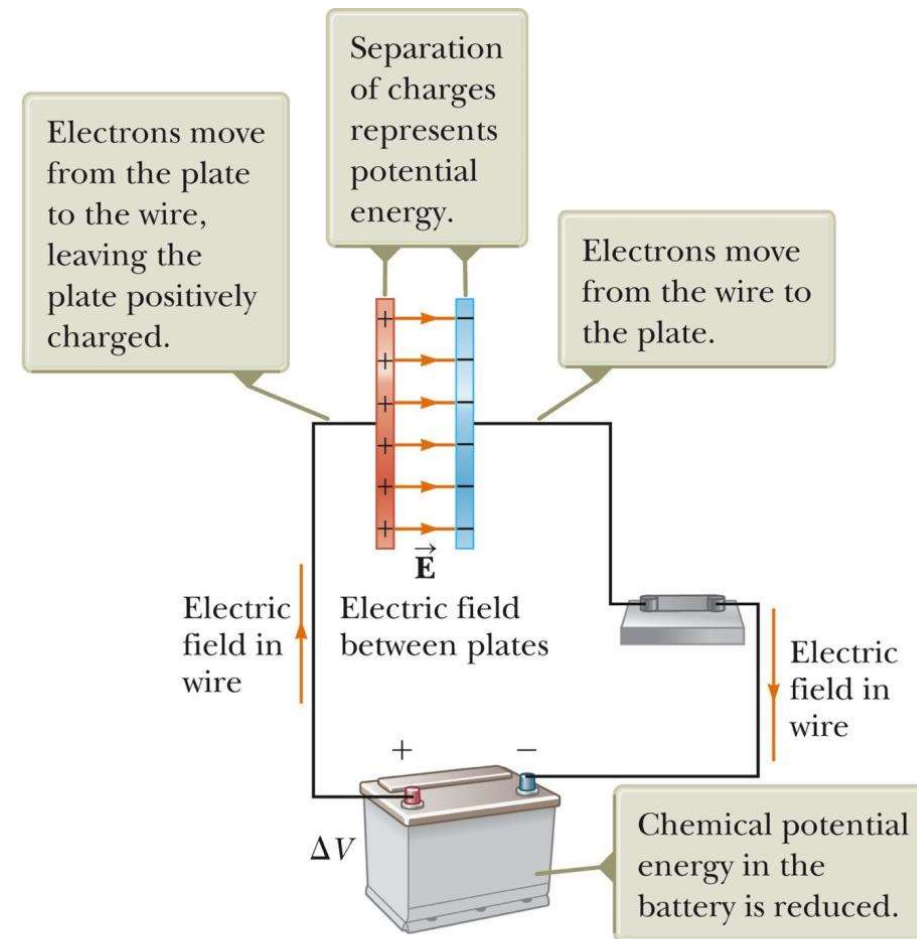 Separation
of charges
represents
potential
energy.
Electrons move
from the plate
to the wire,
leaving the
plate positively
charged.
Electrons move
from the wire to
the plate.
+ −
+ −
+ −
+ −
+ −
+ −
E
Electric
field in
wire
Electric field
between plates
Electric
field in
wire
+ −
ΔV
Chemical potential
energy in the
battery is reduced.